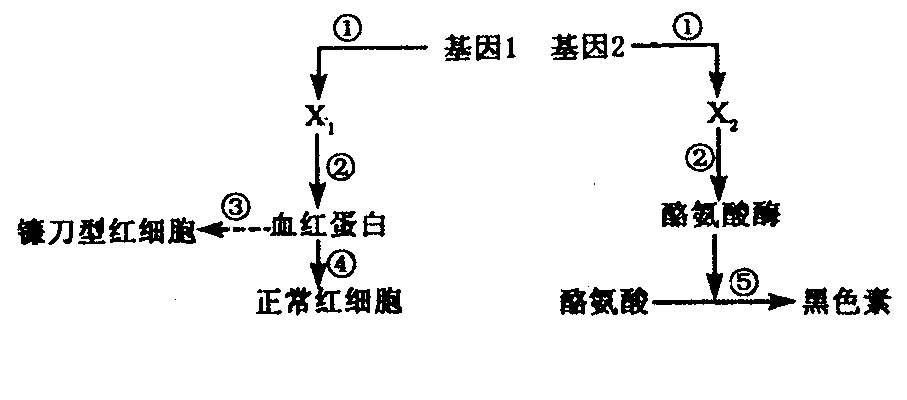 ① ①
基因1 基因2
X₁ X₂
② ②
③
镰刀型红细胞 血红蛋白 酪氨酸酶
④ ⑤
正常红细胞 酪氨酸 黑色素